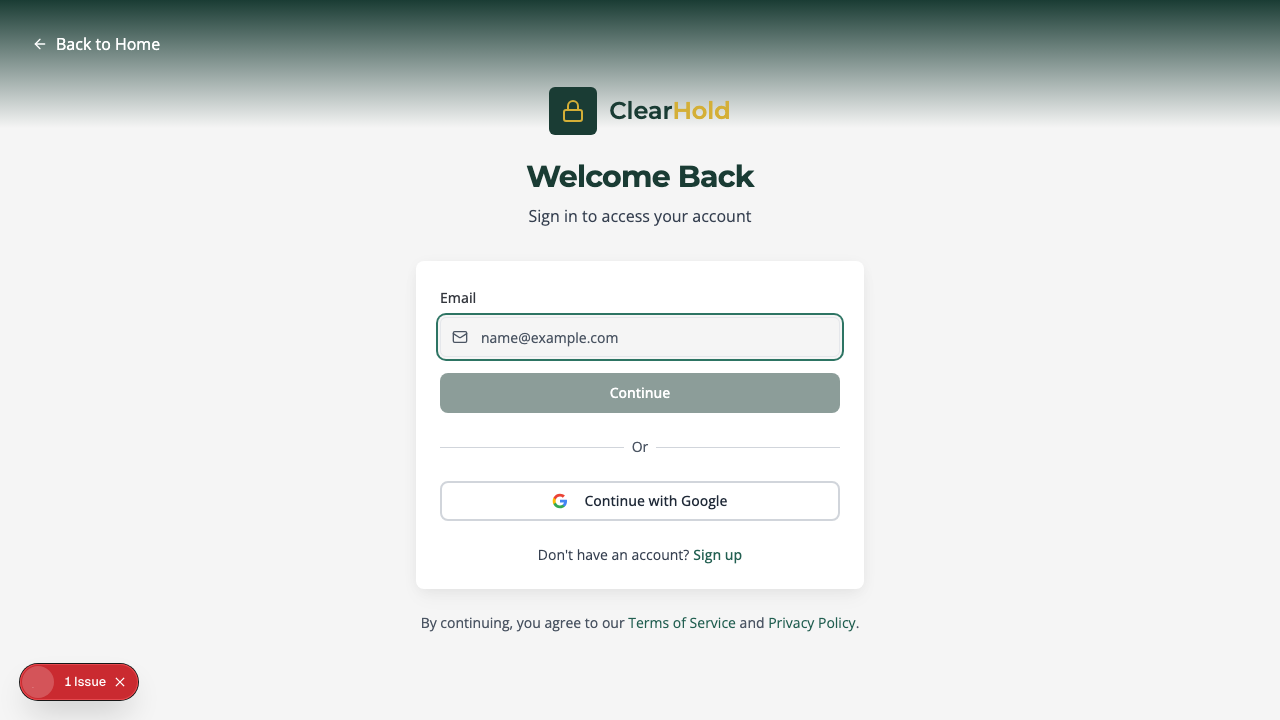 Back to Home
ClearHold
Welcome Back
Sign in to access your account
Email
name@example.com
Continue
Or
Continue with Google
Don't have an account? Sign up
By continuing, you agree to our Terms of Service and Privacy Policy.
1 Issue